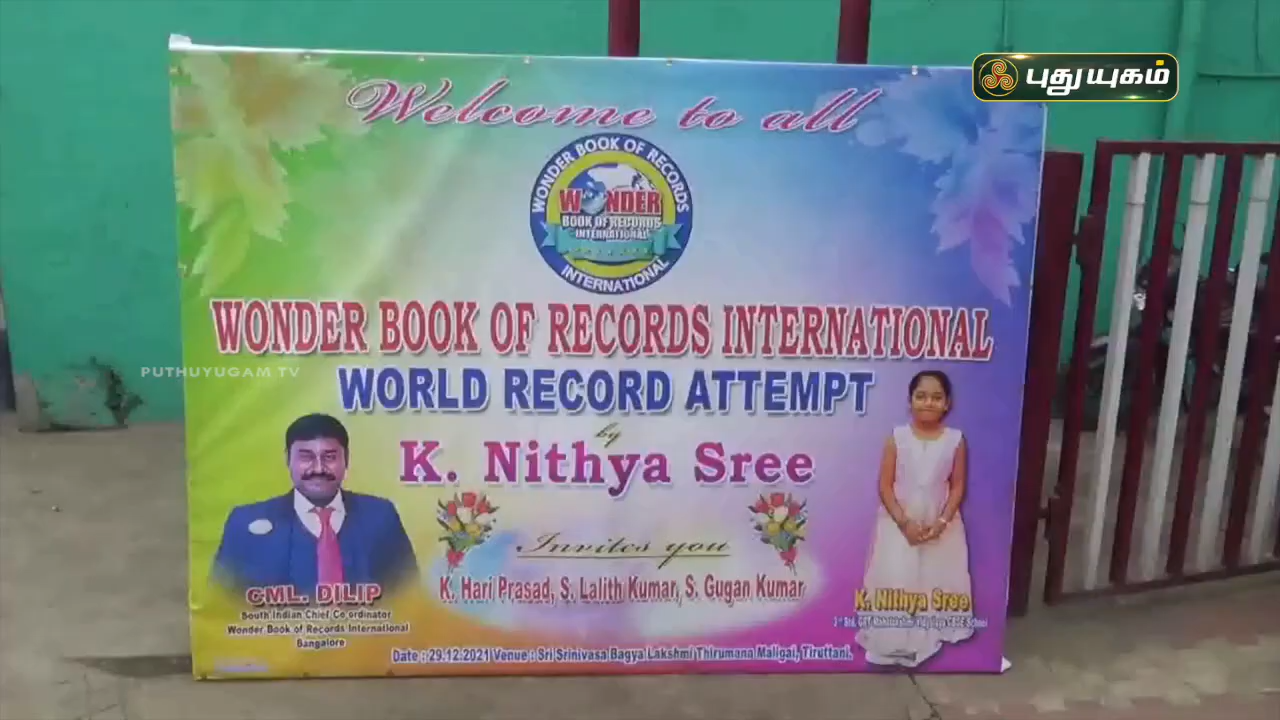 புதுயுகம்
Welcome to all
WONDER BOOK OF RECORDS
WONDER
BOOK OF RECORDS
INTERNATIONAL
INTERNATIONAL
WONDER BOOK OF RECORDS INTERNATIONAL
PUTHUYUGAM TV
WORLD RECORD ATTEMPT
by
K. Nithya Sree
Invites you
K. Hari Prasad, S. Lalith Kumar, S. Gugan Kumar
CML. DILIP
South Indian Chief Co ordinator
Wonder Book of Records International
Bangalore
K. Nithya Sree
School
Date : 29.12.2021 Venue : Sri Srinivasa Bagya Lakshmi Thirumana Maligai, Tiruttani.